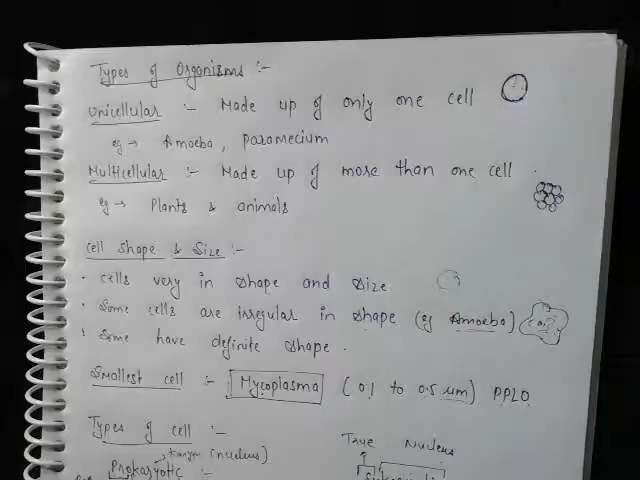 Types of Organisms :-
Unicellular :- Made up of only one cell
eg → Amoeba, paramecium
Multicellular :- Made up of more than one cell.
eg → Plants & animals
Cell Shape & Size :-
· Cells very in shape and size
· Some cells are irregular in shape (eg Amoeba)
· Some have definite shape.
Smallest cell :- Mycoplasma (0.1 to 0.5 μm) PPLO
Types of cell :-
True Nucleus
(nucleus)
Prokaryotic :-